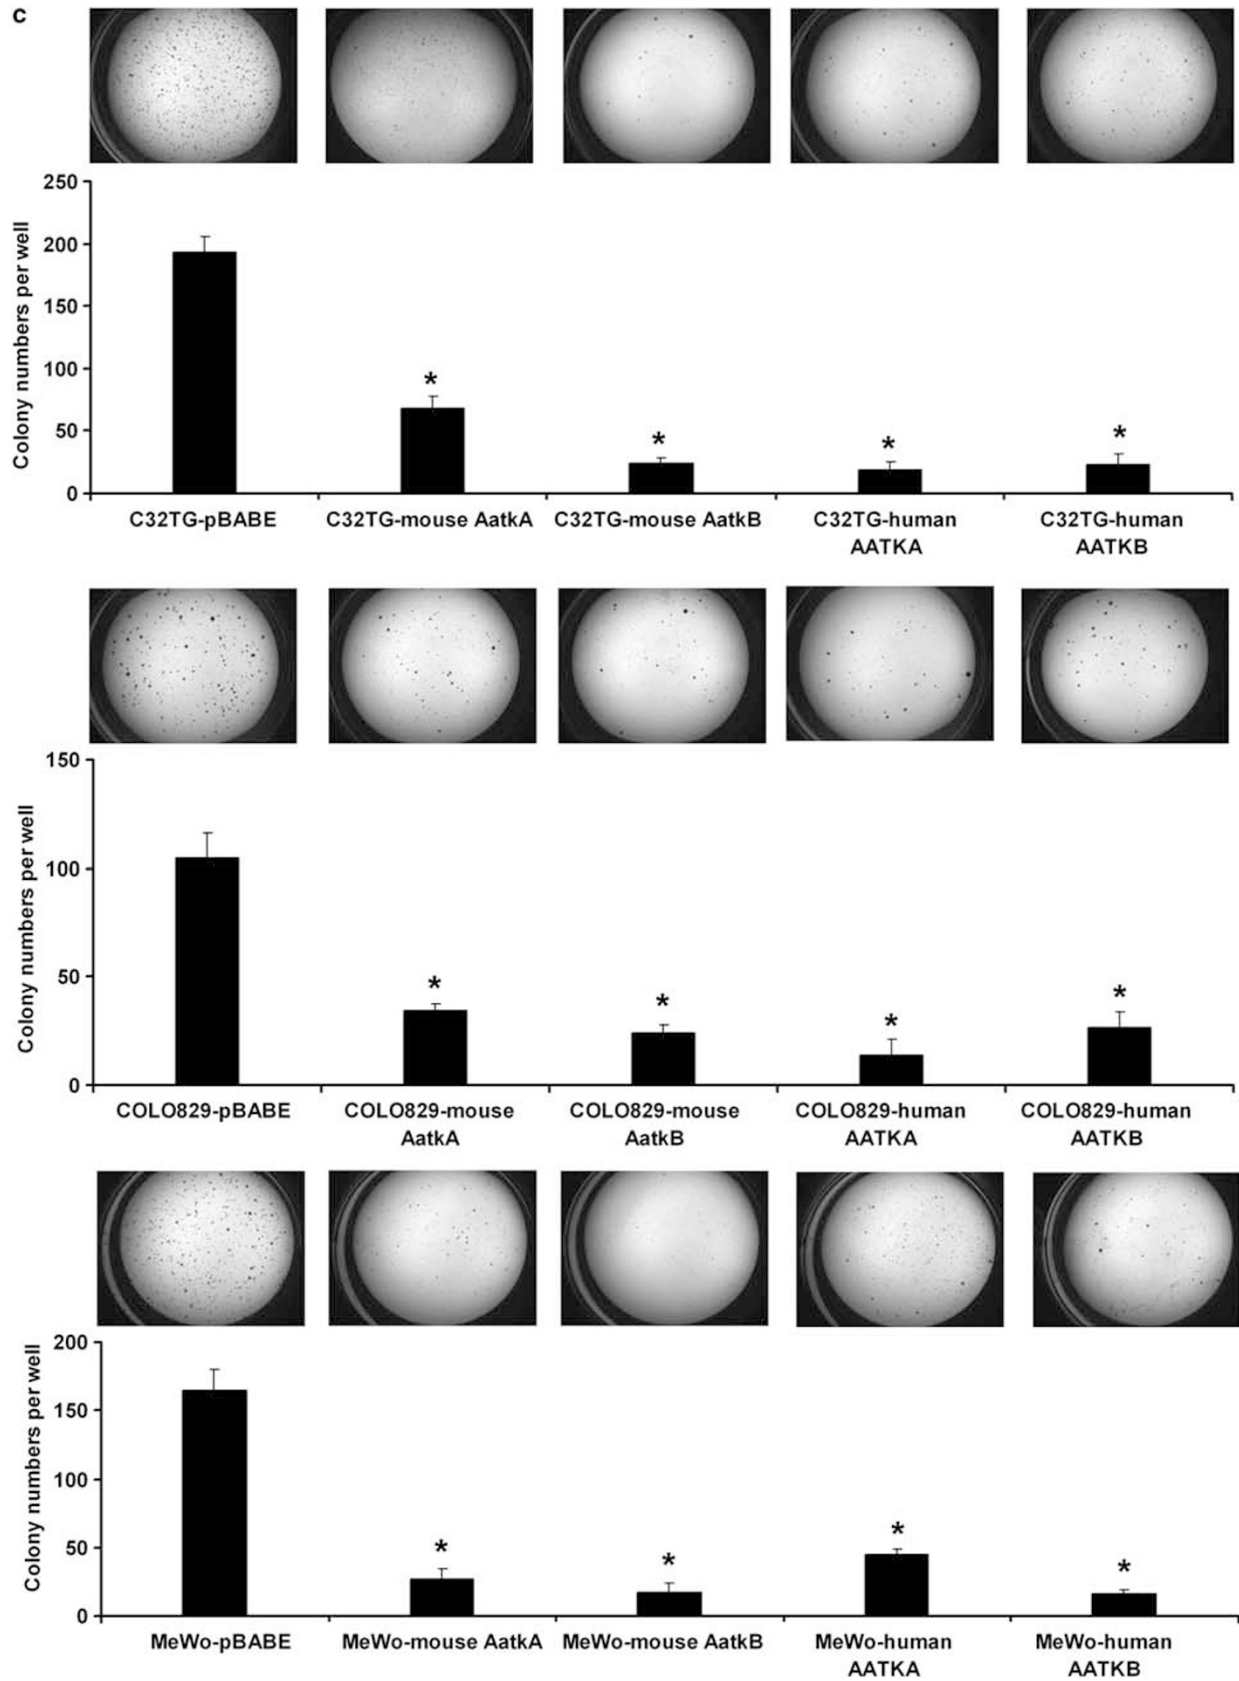 c
250
200
150
100
50
0
Colony numbers per well
*
*
*
*
C32TG-pBABE
C32TG-mouse AatkA
C32TG-mouse AatkB
C32TG-human
AATKA
C32TG-human
AATKB
150
100
50
0
Colony numbers per well
*
*
*
*
COLO829-pBABE
COLO829-mouse
AatkA
COLO829-mouse
AatkB
COLO829-human
AATKA
COLO829-human
AATKB
200
150
100
50
0
Colony numbers per well
*
*
*
*
MeWo-pBABE
MeWo-mouse AatkA
MeWo-mouse AatkB
MeWo-human
AATKA
MeWo-human
AATKB